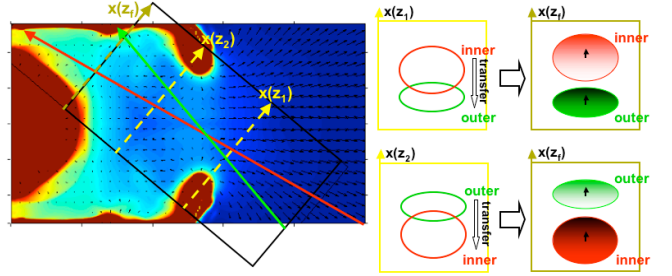 x(z_f)
x(z_2)
x(z_1)
x(z_1)
inner
transfer
outer
x(z_f)
inner
outer
x(z_2)
outer
transfer
inner
x(z_f)
outer
inner